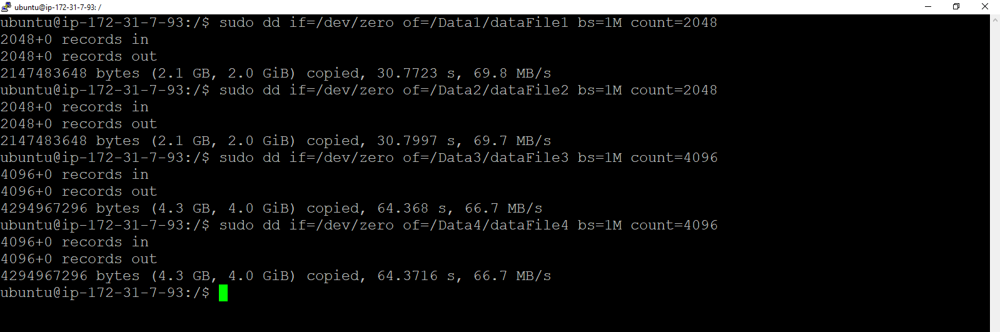 ubuntu@ip-172-31-7-93: /
ubuntu@ip-172-31-7-93:/$ sudo dd if=/dev/zero of=/Data1/dataFile1 bs=1M count=2048
2048+0 records in
2048+0 records out
2147483648 bytes (2.1 GB, 2.0 GiB) copied, 30.7723 s, 69.8 MB/s
ubuntu@ip-172-31-7-93:/$ sudo dd if=/dev/zero of=/Data2/dataFile2 bs=1M count=2048
2048+0 records in
2048+0 records out
2147483648 bytes (2.1 GB, 2.0 GiB) copied, 30.7997 s, 69.7 MB/s
ubuntu@ip-172-31-7-93:/$ sudo dd if=/dev/zero of=/Data3/dataFile3 bs=1M count=4096
4096+0 records in
4096+0 records out
4294967296 bytes (4.3 GB, 4.0 GiB) copied, 64.368 s, 66.7 MB/s
ubuntu@ip-172-31-7-93:/$ sudo dd if=/dev/zero of=/Data4/dataFile4 bs=1M count=4096
4096+0 records in
4096+0 records out
4294967296 bytes (4.3 GB, 4.0 GiB) copied, 64.3716 s, 66.7 MB/s
ubuntu@ip-172-31-7-93:/$